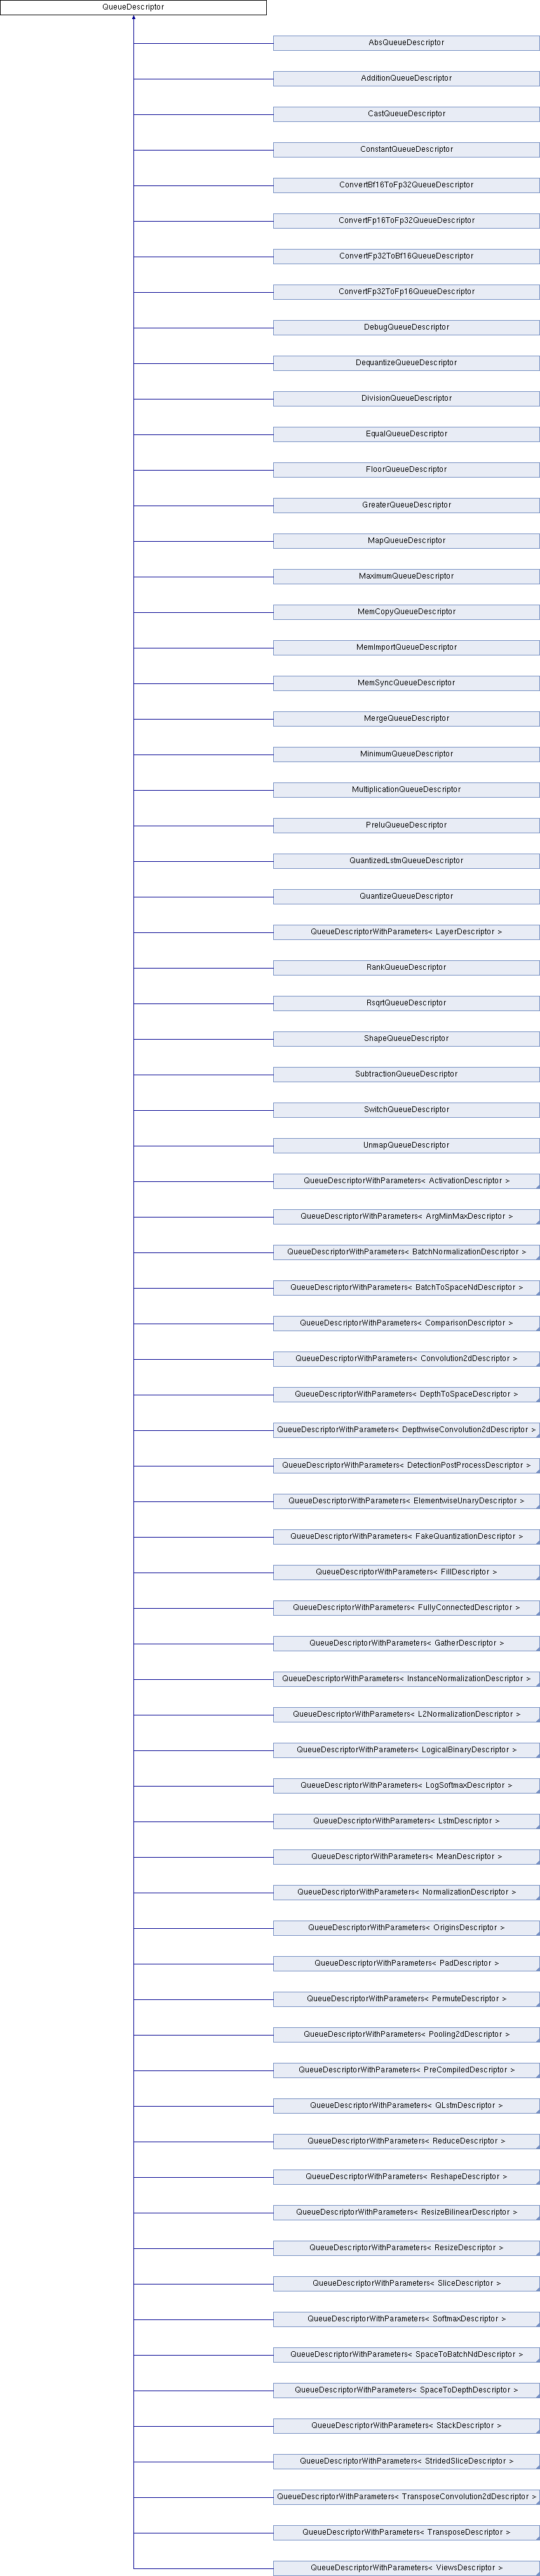 QueueDescriptor
AbsQueueDescriptor
AdditionQueueDescriptor
CastQueueDescriptor
ConstantQueueDescriptor
ConvertBf16ToFp32QueueDescriptor
ConvertFp16ToFp32QueueDescriptor
ConvertFp32ToBf16QueueDescriptor
ConvertFp32ToFp16QueueDescriptor
DebugQueueDescriptor
DequantizeQueueDescriptor
DivisionQueueDescriptor
EqualQueueDescriptor
FloorQueueDescriptor
GreaterQueueDescriptor
MapQueueDescriptor
MaximumQueueDescriptor
MemCopyQueueDescriptor
MemImportQueueDescriptor
MemSyncQueueDescriptor
MergeQueueDescriptor
MinimumQueueDescriptor
MultiplicationQueueDescriptor
PreluQueueDescriptor
QuantizedLstmQueueDescriptor
QuantizeQueueDescriptor
QueueDescriptorWithParameters< LayerDescriptor >
RankQueueDescriptor
RsqrtQueueDescriptor
ShapeQueueDescriptor
SubtractionQueueDescriptor
SwitchQueueDescriptor
UnmapQueueDescriptor
QueueDescriptorWithParameters< ActivationDescriptor >
QueueDescriptorWithParameters< ArgMinMaxDescriptor >
QueueDescriptorWithParameters< BatchNormalizationDescriptor >
QueueDescriptorWithParameters< BatchToSpaceNdDescriptor >
QueueDescriptorWithParameters< ComparisonDescriptor >
QueueDescriptorWithParameters< Convolution2dDescriptor >
QueueDescriptorWithParameters< DepthToSpaceDescriptor >
QueueDescriptorWithParameters< DepthwiseConvolution2dDescriptor >
QueueDescriptorWithParameters< DetectionPostProcessDescriptor >
QueueDescriptorWithParameters< ElementwiseUnaryDescriptor >
QueueDescriptorWithParameters< FakeQuantizationDescriptor >
QueueDescriptorWithParameters< FillDescriptor >
QueueDescriptorWithParameters< FullyConnectedDescriptor >
QueueDescriptorWithParameters< GatherDescriptor >
QueueDescriptorWithParameters< InstanceNormalizationDescriptor >
QueueDescriptorWithParameters< L2NormalizationDescriptor >
QueueDescriptorWithParameters< LogicalBinaryDescriptor >
QueueDescriptorWithParameters< LogSoftmaxDescriptor >
QueueDescriptorWithParameters< LstmDescriptor >
QueueDescriptorWithParameters< MeanDescriptor >
QueueDescriptorWithParameters< NormalizationDescriptor >
QueueDescriptorWithParameters< OriginsDescriptor >
QueueDescriptorWithParameters< PadDescriptor >
QueueDescriptorWithParameters< PermuteDescriptor >
QueueDescriptorWithParameters< Pooling2dDescriptor >
QueueDescriptorWithParameters< PreCompiledDescriptor >
QueueDescriptorWithParameters< QLstmDescriptor >
QueueDescriptorWithParameters< ReduceDescriptor >
QueueDescriptorWithParameters< ReshapeDescriptor >
QueueDescriptorWithParameters< ResizeBilinearDescriptor >
QueueDescriptorWithParameters< ResizeDescriptor >
QueueDescriptorWithParameters< SliceDescriptor >
QueueDescriptorWithParameters< SoftmaxDescriptor >
QueueDescriptorWithParameters< SpaceToBatchNdDescriptor >
QueueDescriptorWithParameters< SpaceToDepthDescriptor >
QueueDescriptorWithParameters< StackDescriptor >
QueueDescriptorWithParameters< StridedSliceDescriptor >
QueueDescriptorWithParameters< TransposeConvolution2dDescriptor >
QueueDescriptorWithParameters< TransposeDescriptor >
QueueDescriptorWithParameters< ViewsDescriptor >